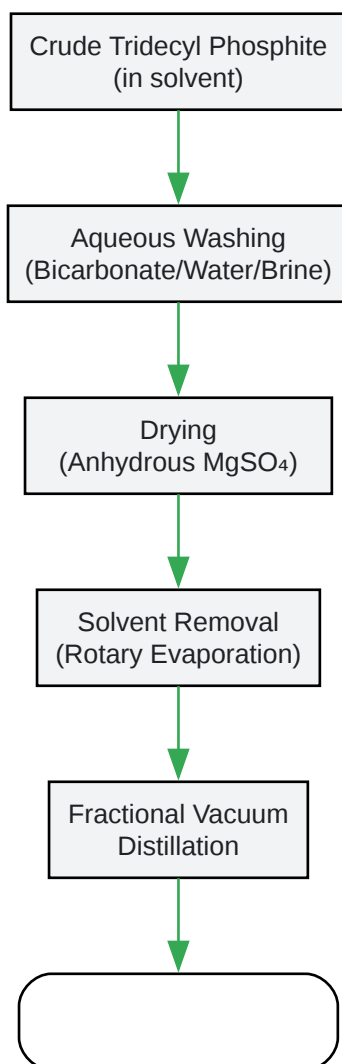 Crude Tridecyl Phosphite
(in solvent)
Aqueous Washing
(Bicarbonate/Water/Brine)
Drying
(Anhydrous MgSO₄)
Solvent Removal
(Rotary Evaporation)
Fractional Vacuum
Distillation